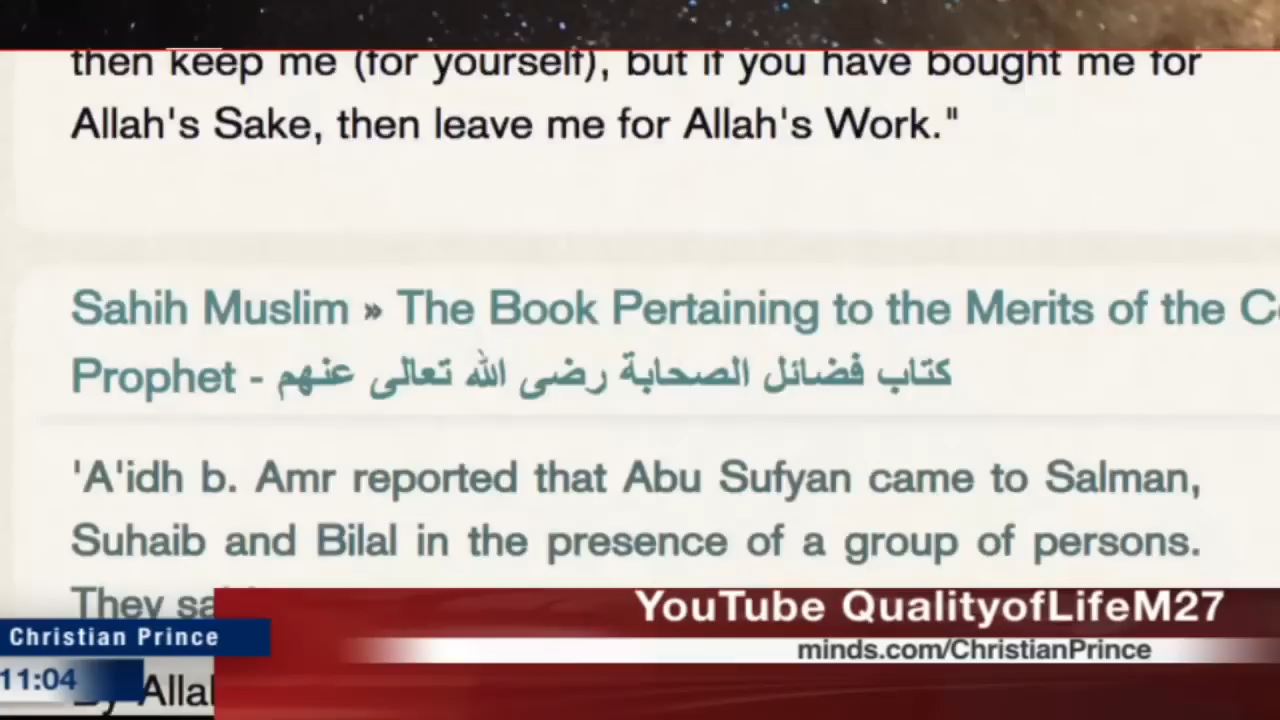 then keep me (for yourself), but if you have bought me for
Allah's Sake, then leave me for Allah's Work."
Sahih Muslim » The Book Pertaining to the Merits of the
Prophet - كتاب فضائل الصحابة رضى الله تعالى عنهم
'A'idh b. Amr reported that Abu Sufyan came to Salman,
Suhaib and Bilal in the presence of a group of persons.
They
YouTube QualityofLifeM27
Christian Prince
minds.com/ChristianPrince
11:04